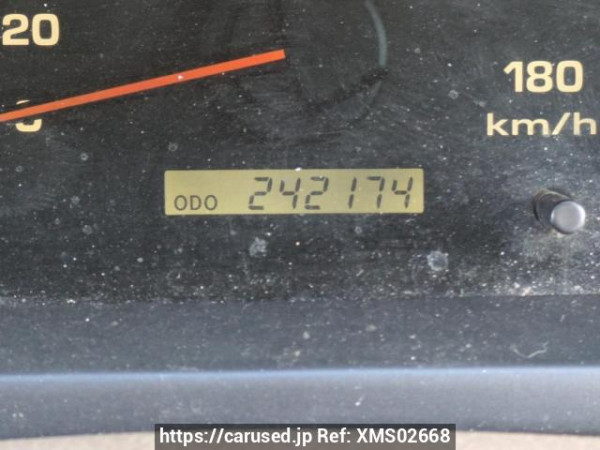 20
180
km/h
ODO 242174
https://carused.jp Ref: XMS02668